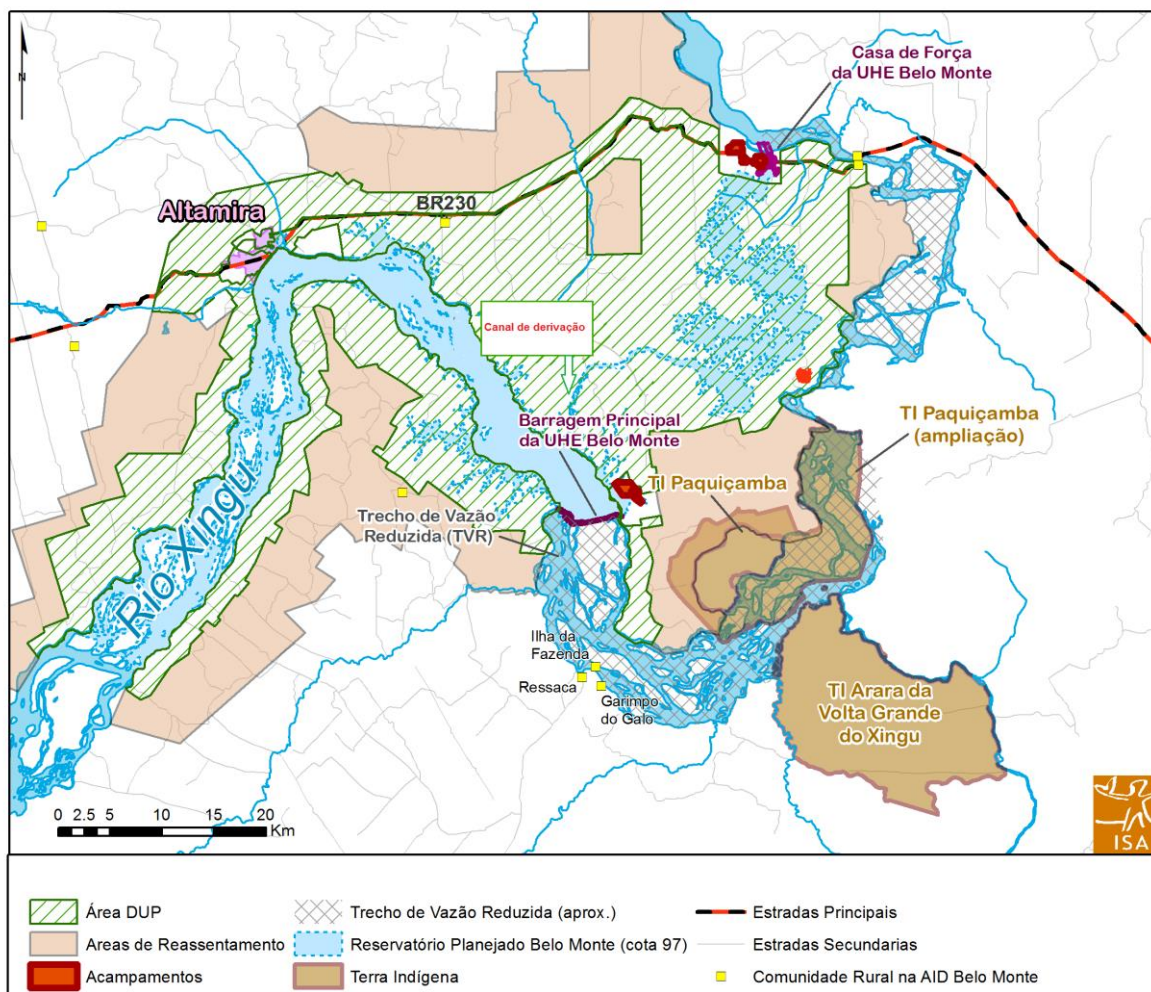 N
Casa de Força
da UHE Belo Monte
Altamira
BR230
Canal de derivação
Barragem Principal
da UHE Belo Monte
TI Paquiçamba
(ampliação)
TI Paquiçamba
Trecho de Vazão
Reduzida (TVR)
Rio Xingu
Ilha da
Fazenda
Ressaca
Garimpo
do Galo
TI Arara da
Volta Grande
do Xingu
0 2.5 5 10 15 20
Km
ISA
Área DUP
Trecho de Vazão Reduzida (aprox.)
Estradas Principais
Areas de Reassentamento
Reservatório Planejado Belo Monte (cota 97)
Estradas Secundarias
Acampamentos
Terra Indígena
Comunidade Rural na AID Belo Monte